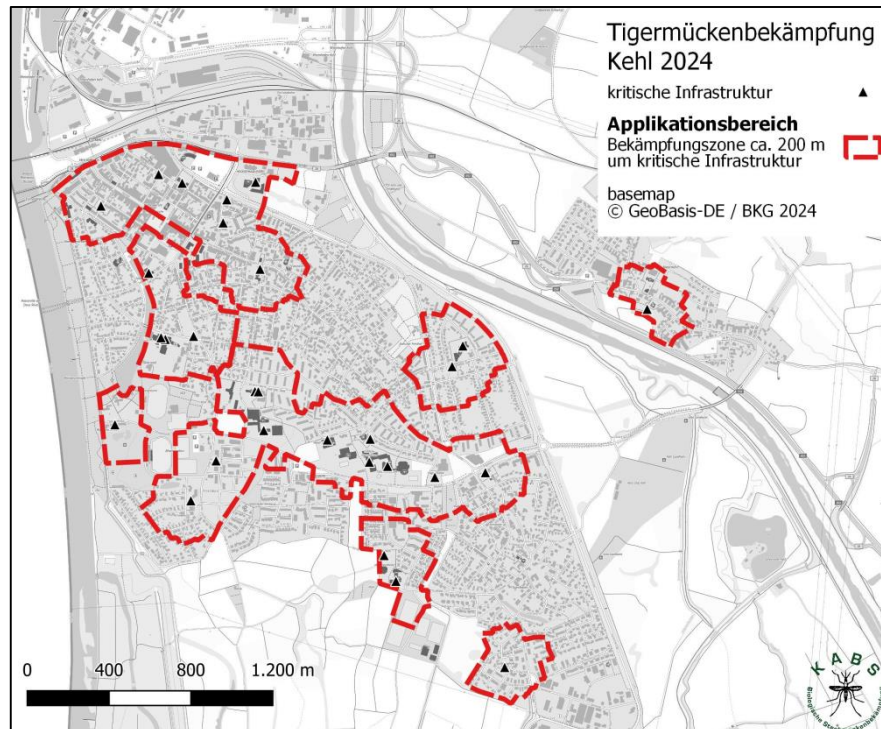 Tigermückenbekämpfung
Kehl 2024
kritische Infrastruktur
Applikationsbereich
Bekämpfungszone ca. 200 m
um kritische Infrastruktur
basemap
© GeoBasis-DE / BKG 2024
0 400 800 1.200 m
KABS